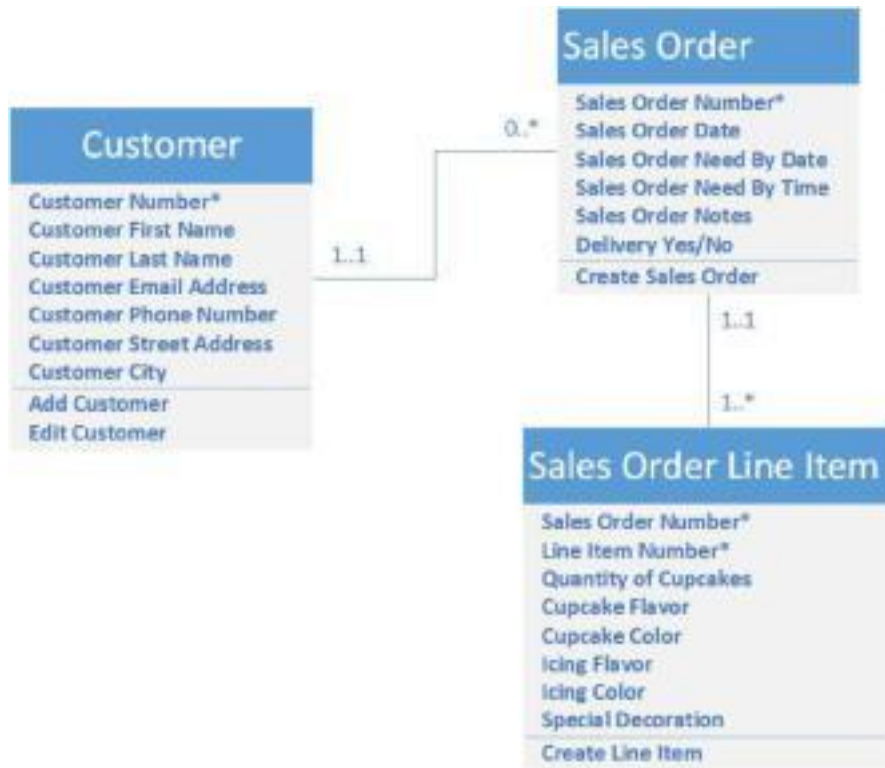 Customer
Customer Number*
Customer First Name
Customer Last Name
Customer Email Address
Customer Phone Number
Customer Street Address
Customer City
Add Customer
Edit Customer
1..1
0..*
Sales Order
Sales Order Number*
Sales Order Date
Sales Order Need By Date
Sales Order Need By Time
Sales Order Notes
Delivery Yes/No
Create Sales Order
1..1
1..*
Sales Order Line Item
Sales Order Number*
Line Item Number*
Quantity of Cupcakes
Cupcake Flavor
Cupcake Color
Icing Flavor
Icing Color
Special Decoration
Create Line Item